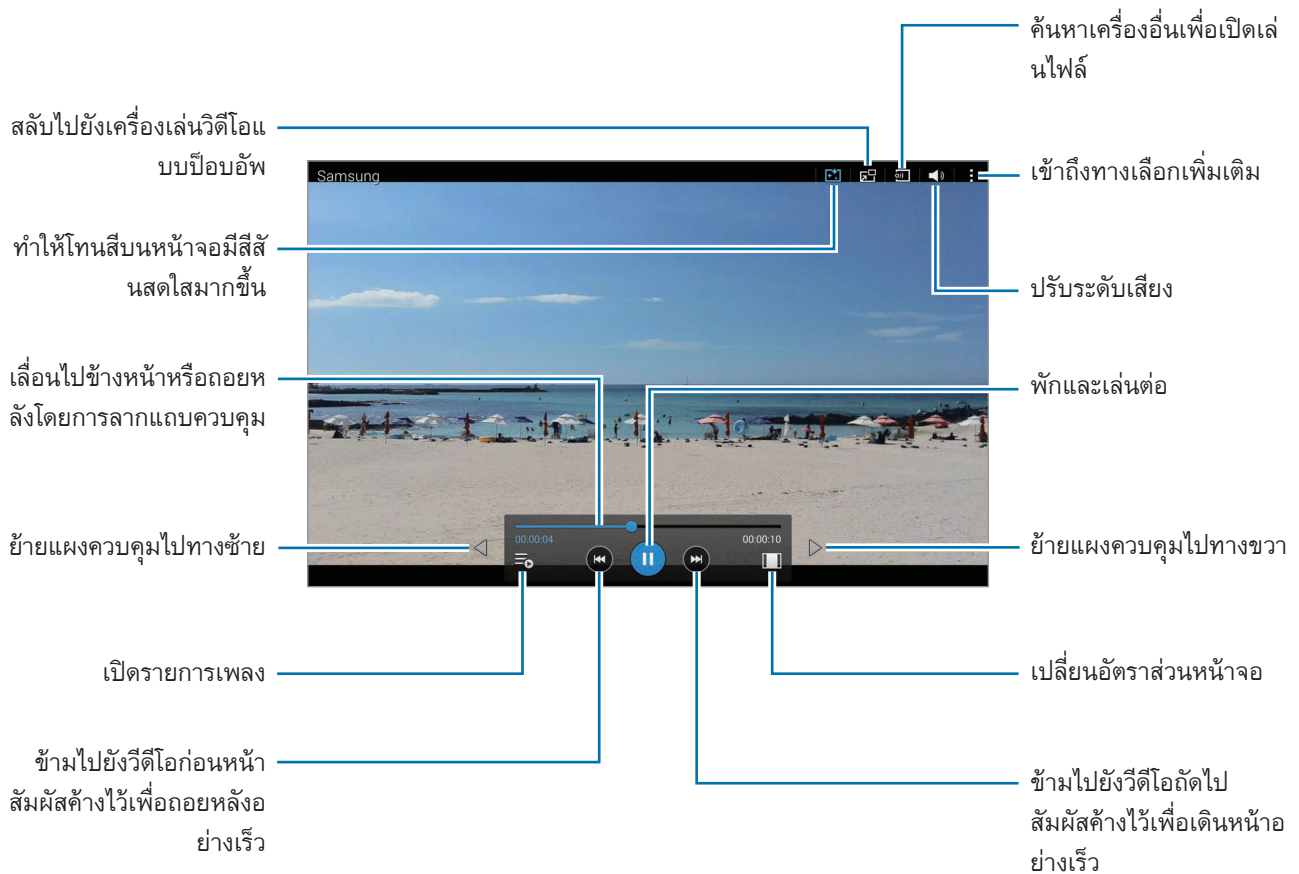 ค้นหาเครื่องอื่นเพื่อเปิดเล่
นไฟล์
สลับไปยังเครื่องเล่นวิดีโอแ
บบป็อบอัพ
Samsung
เข้าถึงทางเลือกเพิ่มเติม
ทำให้โทนสีบนหน้าจอมีสีสั
นสดใสมากขึ้น
ปรับระดับเสียง
เลื่อนไปข้างหน้าหรือถอยห
ลังโดยการลากแถบควบคุม
พักและเล่นต่อ
00:00:04
00:00:10
ย้ายแผงควบคุมไปทางซ้าย
ย้ายแผงควบคุมไปทางขวา
เปิดรายการเพลง
เปลี่ยนอัตราส่วนหน้าจอ
ข้ามไปยังวีดีโอก่อนหน้า
สัมผัสค้างไว้เพื่อถอยหลังอ
ย่างเร็ว
ข้ามไปยังวีดีโอถัดไป
สัมผัสค้างไว้เพื่อเดินหน้าอ
ย่างเร็ว